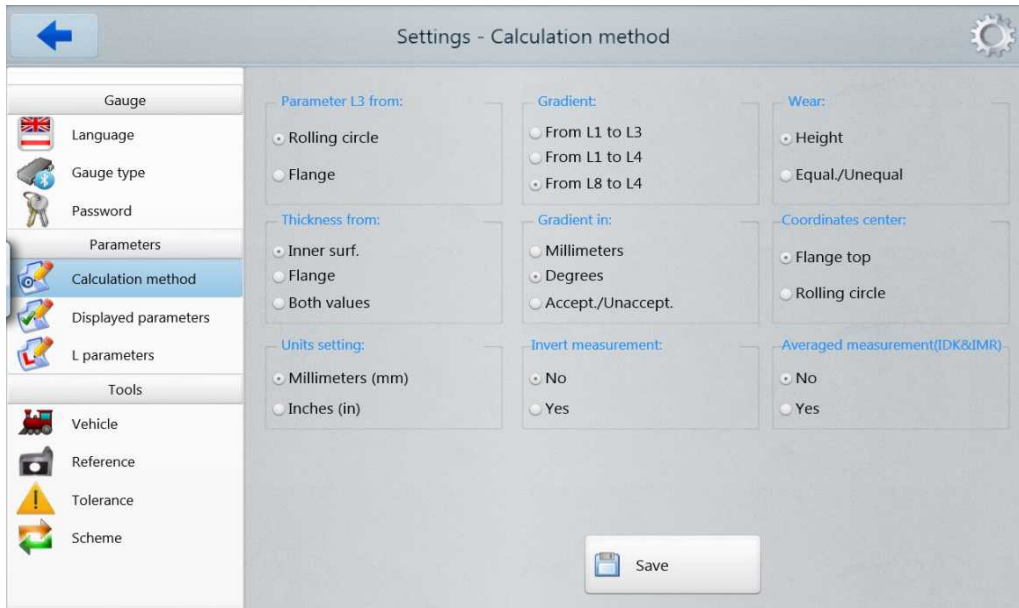 Settings - Calculation method
Gauge
Language
Gauge type
Password
Parameters
Calculation method
Displayed parameters
L parameters
Tools
Vehicle
Reference
Tolerance
Scheme
Parameter L3 from:
Rolling circle
Flange
Gradient:
From L1 to L3
From L1 to L4
From L8 to L4
Wear:
Height
Equal./Unequal
Thickness from:
Inner surf.
Flange
Both values
Gradient in:
Millimeters
Degrees
Accept./Unaccept.
Coordinates center:
Flange top
Rolling circle
Units setting:
Millimeters (mm)
Inches (in)
Invert measurement:
No
Yes
Averaged measurement(IDK&IMR)
No
Yes
Save